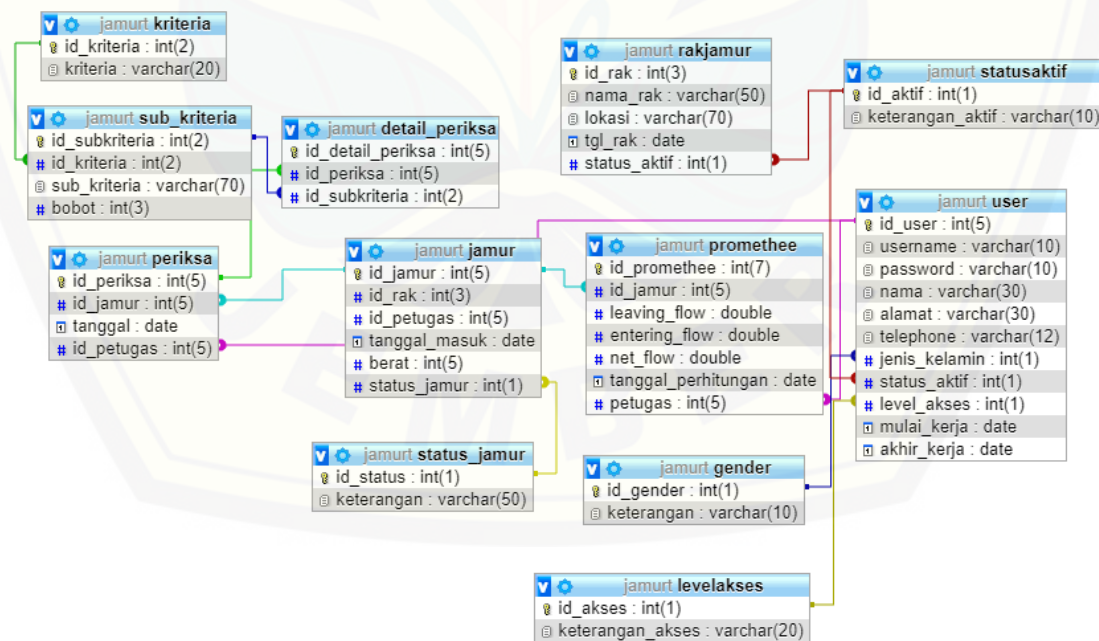 jamurt kriteria
id_kriteria : int(2)
kriteria : varchar(20)
jamurt sub_kriteria
id_subkriteria : int(2)
id_kriteria : int(2)
sub_kriteria : varchar(70)
bobot : int(3)
jamurt detail_periksa
id_detail_periksa : int(5)
id_periksa : int(5)
id_subkriteria : int(2)
jamurt periksa
id_periksa : int(5)
id_jamur : int(5)
tanggal : date
id_petugas : int(5)
jamurt jamur
id_jamur : int(5)
id_rak : int(3)
id_petugas : int(5)
tanggal_masuk : date
berat : int(5)
status_jamur : int(1)
jamurt status_jamur
id_status : int(1)
keterangan : varchar(50)
jamurt rakjamur
id_rak : int(3)
nama_rak : varchar(50)
lokasi : varchar(70)
tgl_rak : date
status_aktif : int(1)
jamurt promethee
id_promethee : int(7)
id_jamur : int(5)
leaving_flow : double
entering_flow : double
net_flow : double
tanggal_perhitungan : date
petugas : int(5)
jamurt gender
id_gender : int(1)
keterangan : varchar(10)
jamurt levelakses
id_akses : int(1)
keterangan_akses : varchar(20)
jamurt statusaktif
id_aktif : int(1)
keterangan_aktif : varchar(10)
jamurt user
id_user : int(5)
username : varchar(10)
password : varchar(10)
nama : varchar(30)
alamat : varchar(30)
telephone : varchar(12)
jenis_kelamin : int(1)
status_aktif : int(1)
level_akses : int(1)
mulai_kerja : date
akhir_kerja : date